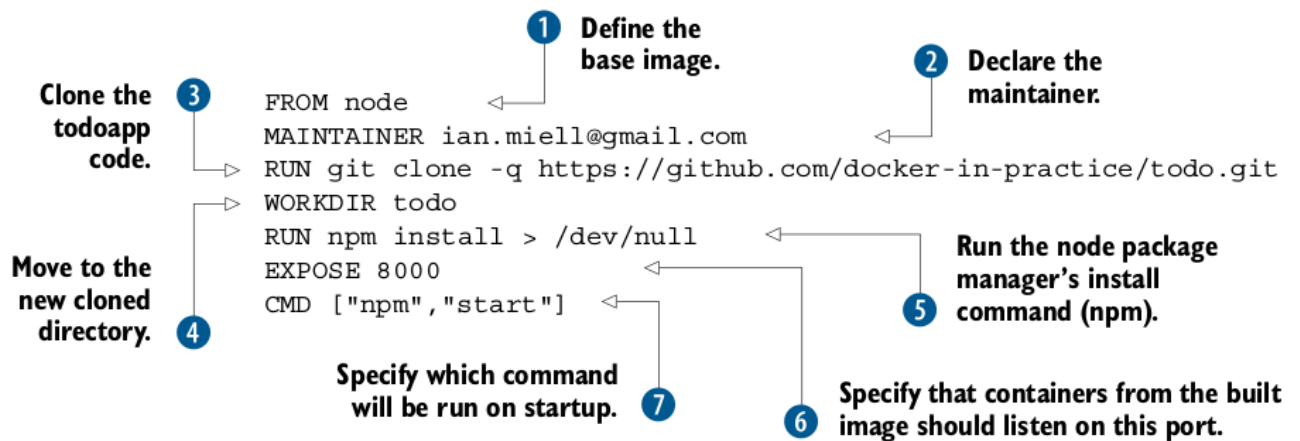 1 Define the
base image.
2 Declare the
maintainer.
Clone the 3
todoapp
code.
FROM node
MAINTAINER ian.miell@gmail.com
RUN git clone -q https://github.com/docker-in-practice/todo.git
WORKDIR todo
RUN npm install > /dev/null
EXPOSE 8000
CMD ["npm","start"]
Move to the
new cloned
directory. 4
Run the node package
manager’s install
5 command (npm).
Specify which command
will be run on startup. 7
Specify that containers from the built
6 image should listen on this port.